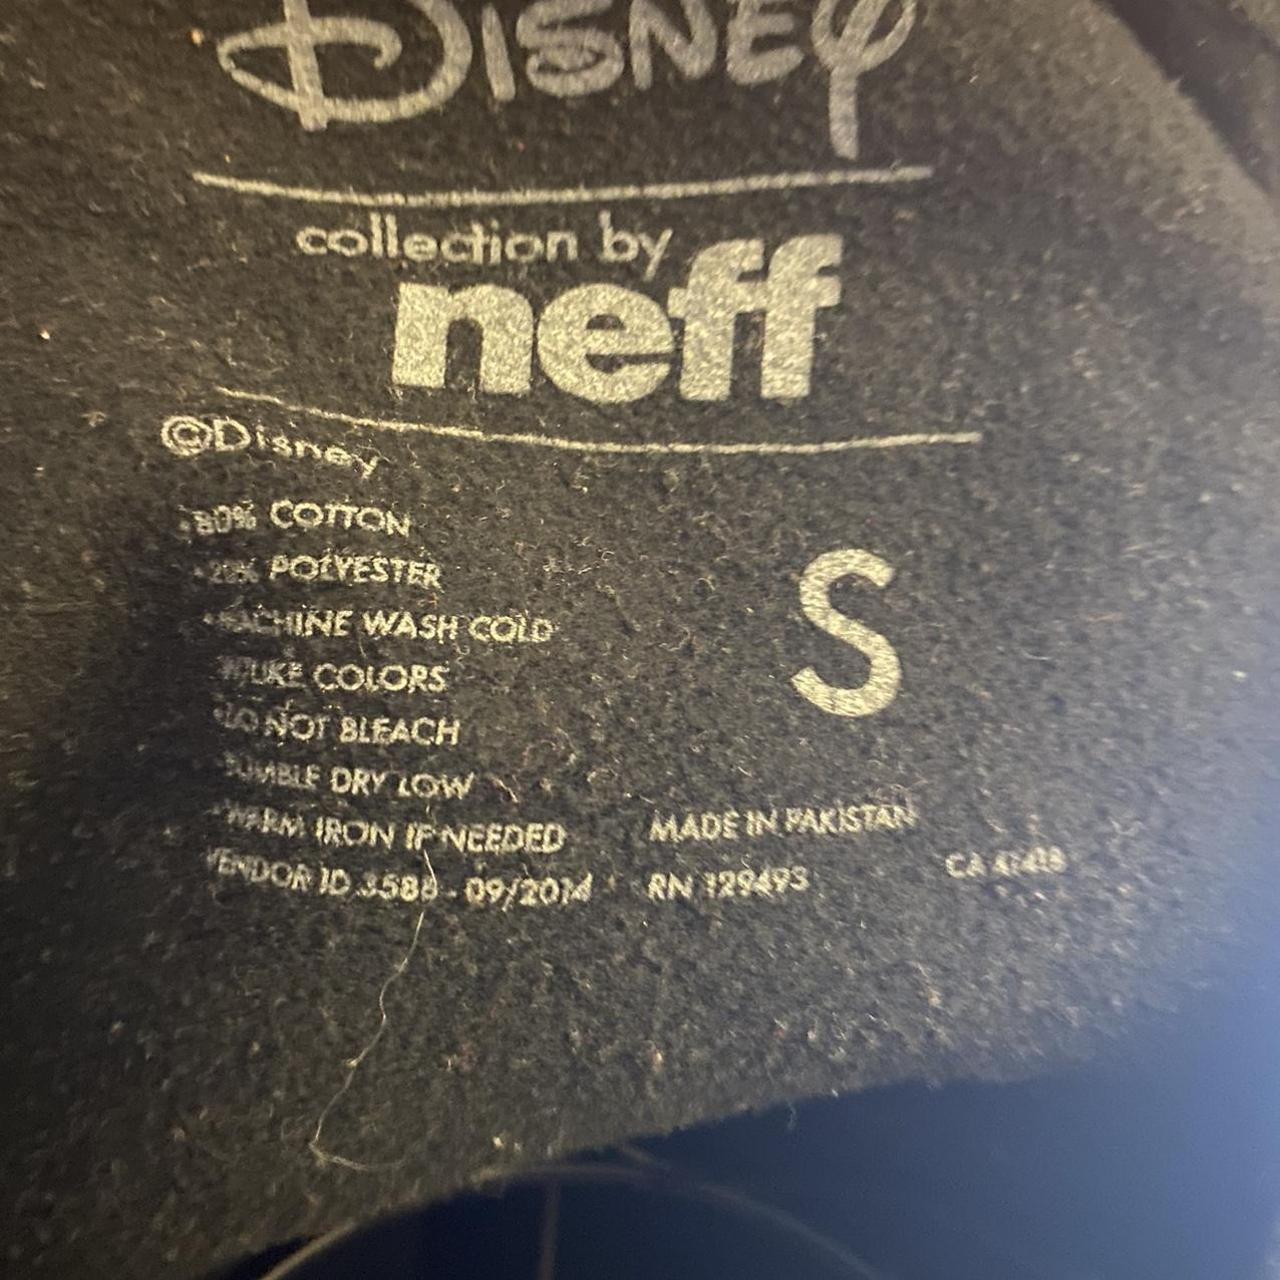 DISNEY
collection by
neff
©Disney
•80% COTTON
•20% POLYESTER
•MACHINE WASH COLD
W/LIKE COLORS
•DO NOT BLEACH
•TUMBLE DRY LOW
•WARM IRON IF NEEDED
VENDOR ID 3588 - 09/2014
S
MADE IN PAKISTAN
RN 129493
CA